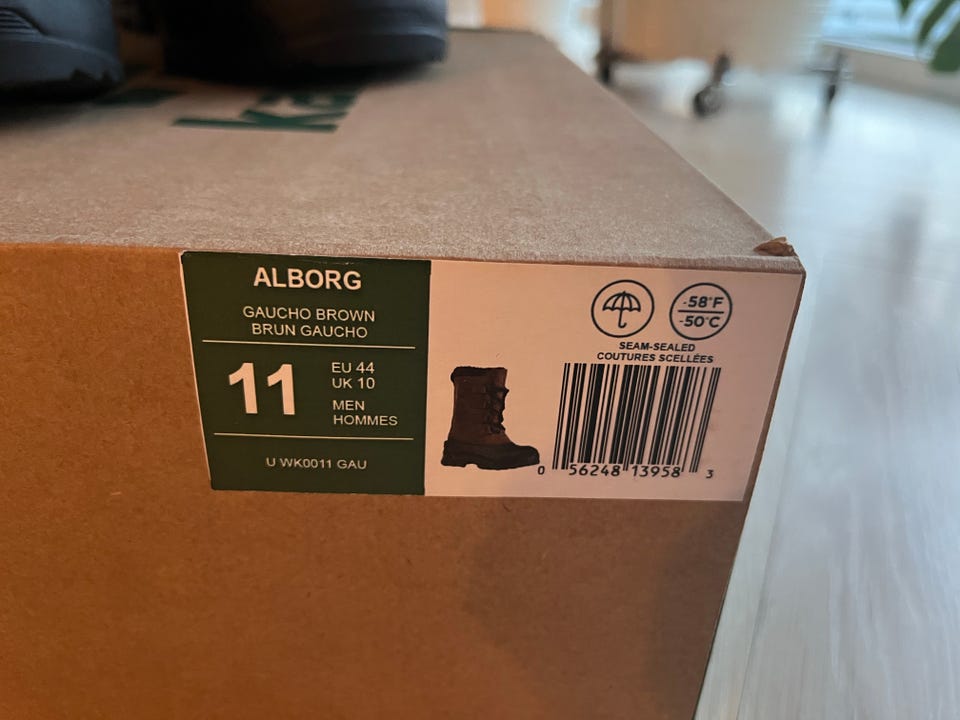 ALBORG
GAUCHO BROWN
BRUN GAUCHO
11
EU 44
UK 10
MEN
HOMMES
U WK0011 GAU
-58°F
-50°C
SEAM-SEALED
COUTURES SCELLÉES
0 56248 13958 3